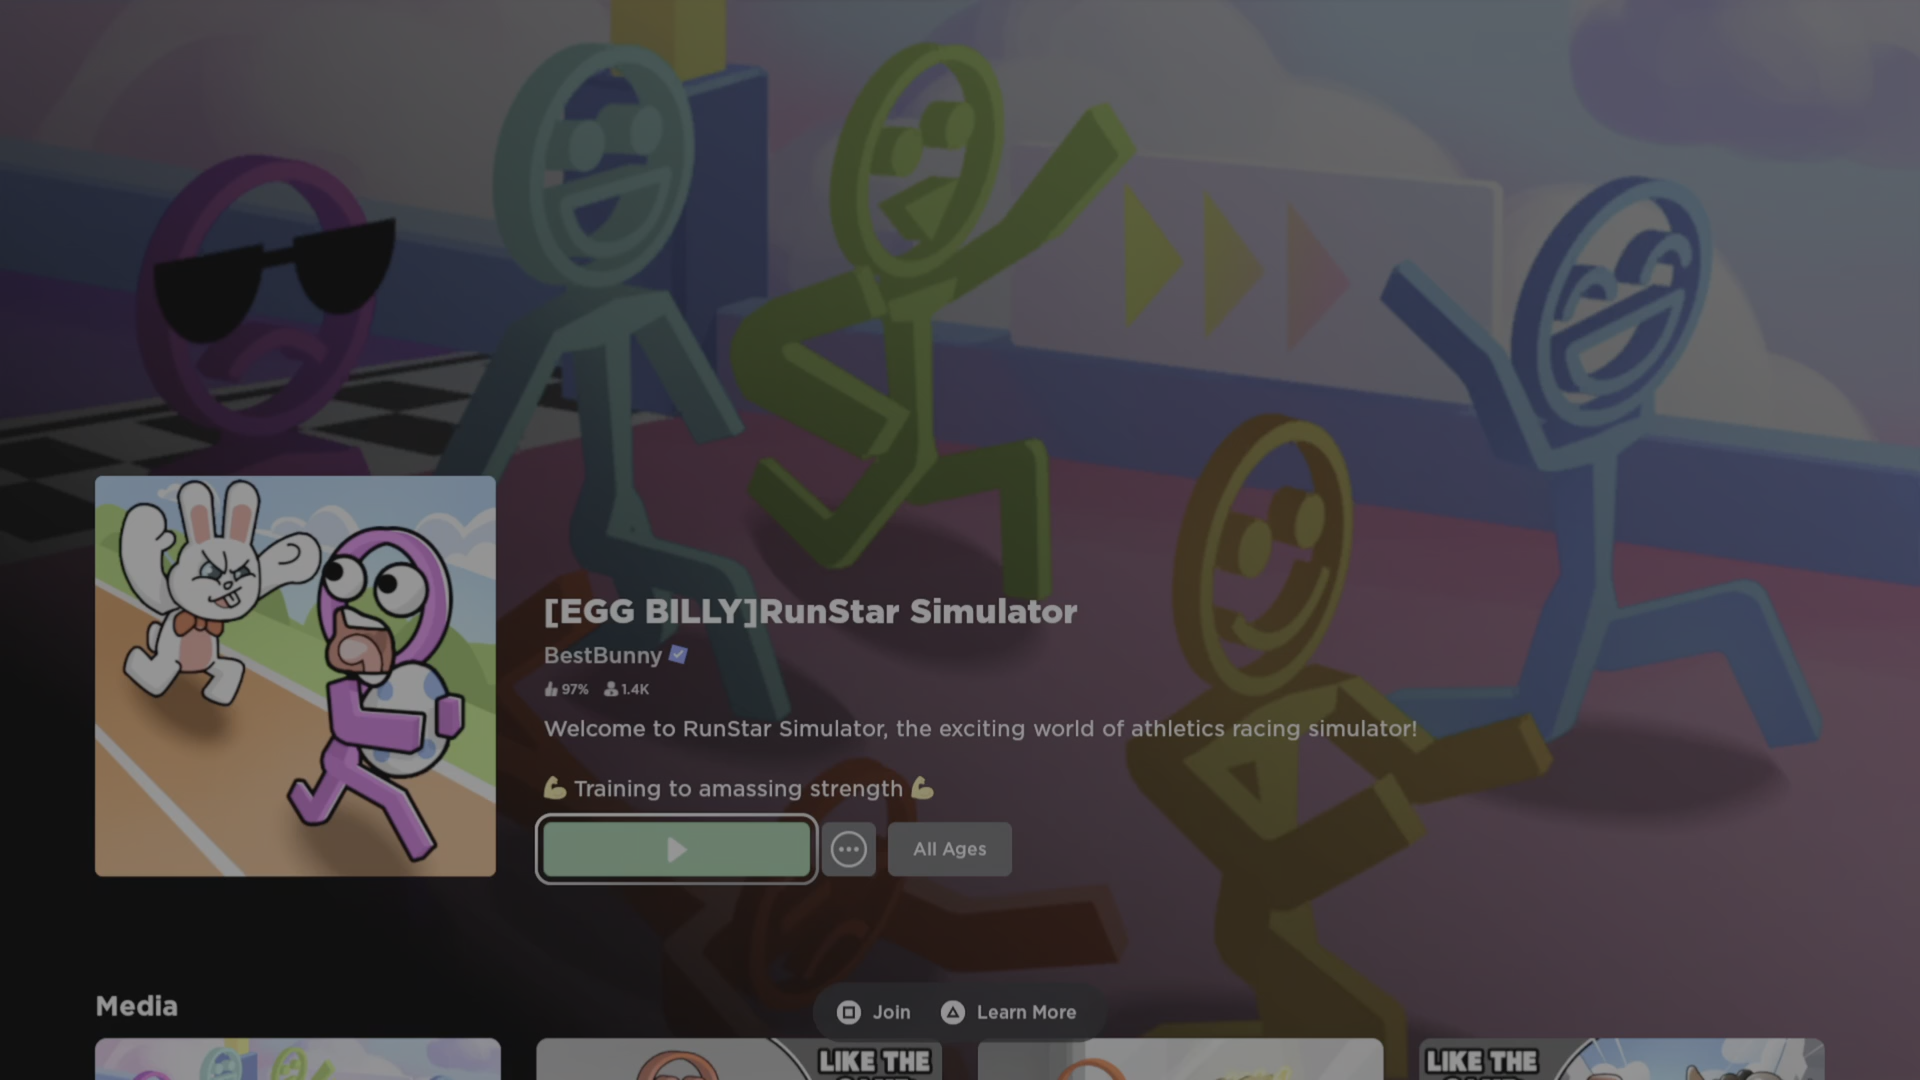 [EGG BILLY]RunStar Simulator
BestBunny
97% 1.4K
Welcome to RunStar Simulator, the exciting world of athletics racing simulator!
💪 Training to amassing strength 💪
All Ages
Media
Join Learn More
LIKE THE
LIKE THE